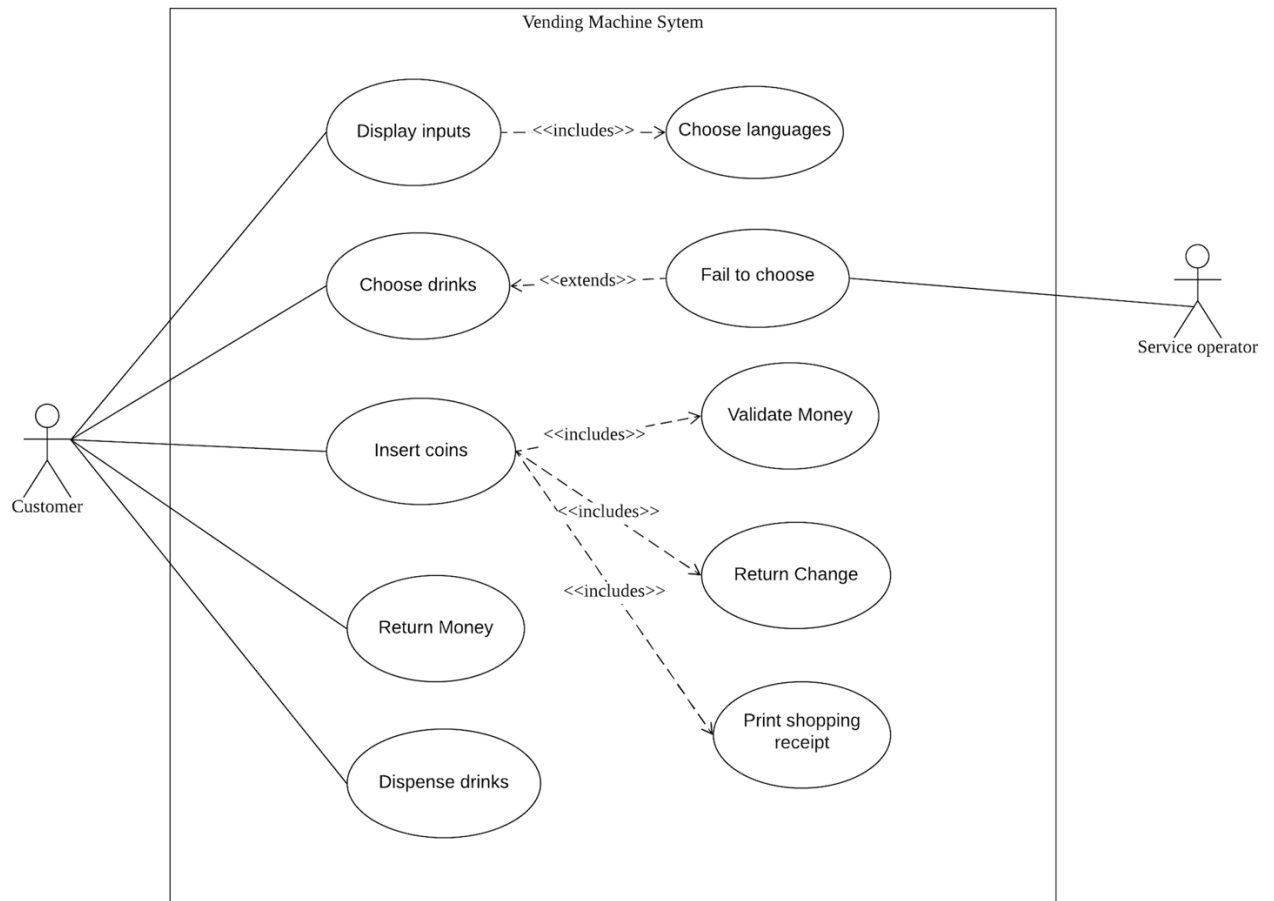 Vending Machine Sytem
Display inputs
<<includes>>
Choose languages
Choose drinks
<<extends>>
Fail to choose
Service operator
Customer
Insert coins
<<includes>>
Validate Money
<<includes>>
Return Change
<<includes>>
Return Money
Print shopping
receipt
Dispense drinks